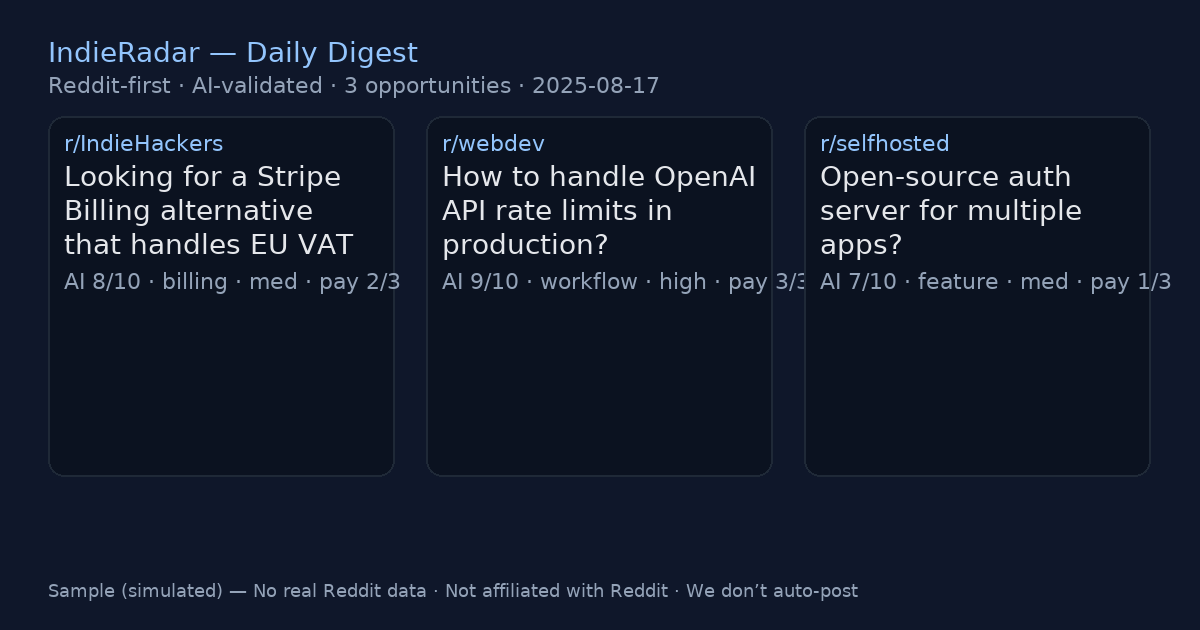 IndieRadar — Daily Digest
Reddit-first · AI-validated · 3 opportunities · 2025-08-17
r/IndieHackers
Looking for a Stripe
Billing alternative
that handles EU VAT
AI 8/10 · billing · med · pay 2/3
r/webdev
How to handle OpenAI
API rate limits in
production?
AI 9/10 · workflow · high · pay 3/3
r/selfhosted
Open-source auth
server for multiple
apps?
AI 7/10 · feature · med · pay 1/3
Sample (simulated) — No real Reddit data · Not affiliated with Reddit · We don’t auto-post